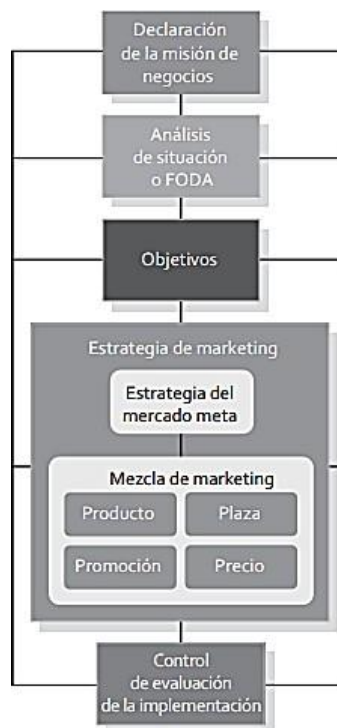 Declaración
de la misión de
negocios
Análisis
de situación
o FODA
Objetivos
Estrategia de marketing
Estrategia del
mercado meta
Mezcla de marketing
Producto
Plaza
Promoción
Precio
Control
de evaluación
de la implementación